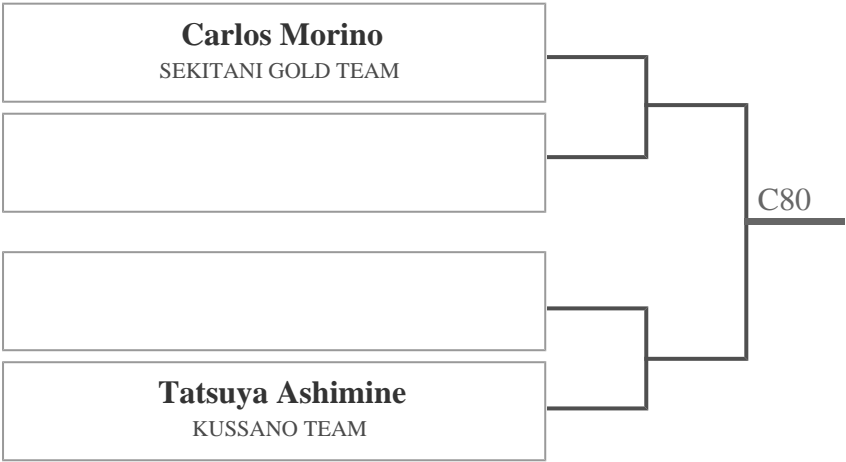 Carlos Morino
SEKITANI GOLD TEAM
C80
Tatsuya Ashimine
KUSSANO TEAM